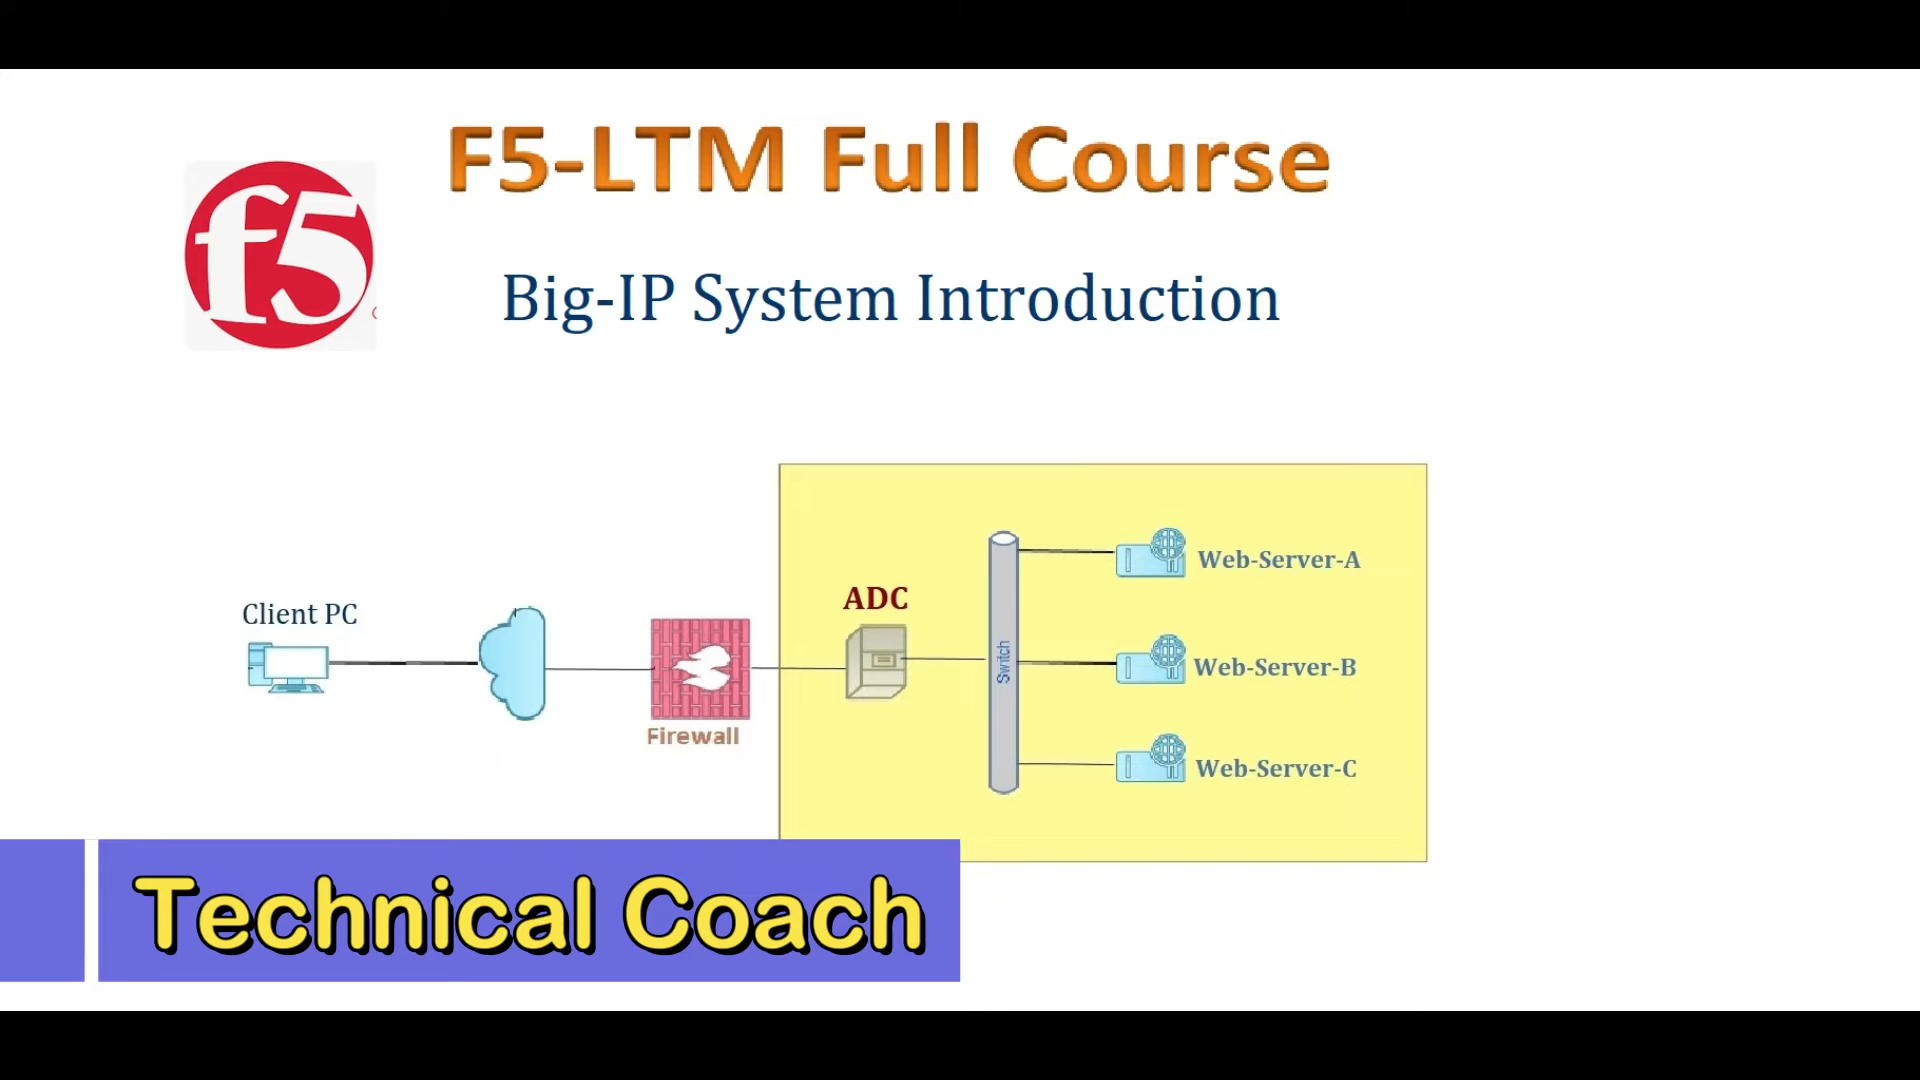 F5-LTM Full Course
f5
Big-IP System Introduction
Web-Server-A
ADC
Client PC
Switch
Web-Server-B
Firewall
Web-Server-C
Technical Coach